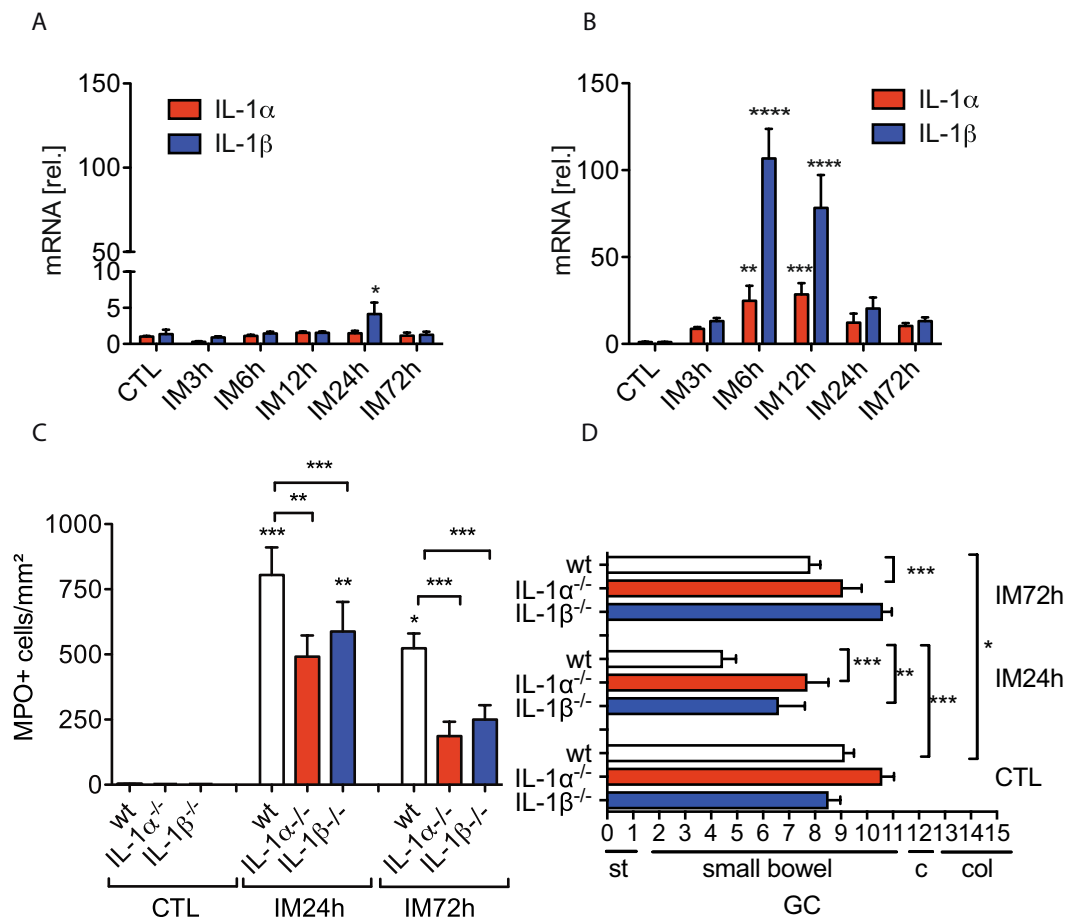 A
mRNA [rel.]
150
100
50
10
5
0
IL-1α
IL-1β
*
CTL
IM3h
IM6h
IM12h
IM24h
IM72h
B
mRNA [rel.]
150
100
50
0
IL-1α
IL-1β
**
****
***
****
CTL
IM3h
IM6h
IM12h
IM24h
IM72h
C
MPO+ cells/mm²
1000
750
500
250
0
***
**
***
**
***
***
*
wt
IL-1α-/-
IL-1β-/-
wt
IL-1α-/-
IL-1β-/-
wt
IL-1α-/-
IL-1β-/-
CTL
IM24h
IM72h
D
wt
IL-1α-/-
IL-1β-/-
***
IM72h
wt
IL-1α-/-
IL-1β-/-
***
**
***
*
IM24h
wt
IL-1α-/-
IL-1β-/-
CTL
0 1 2 3 4 5 6 7 8 9 10 11 12 13 14 15
st
small bowel
c
col
GC